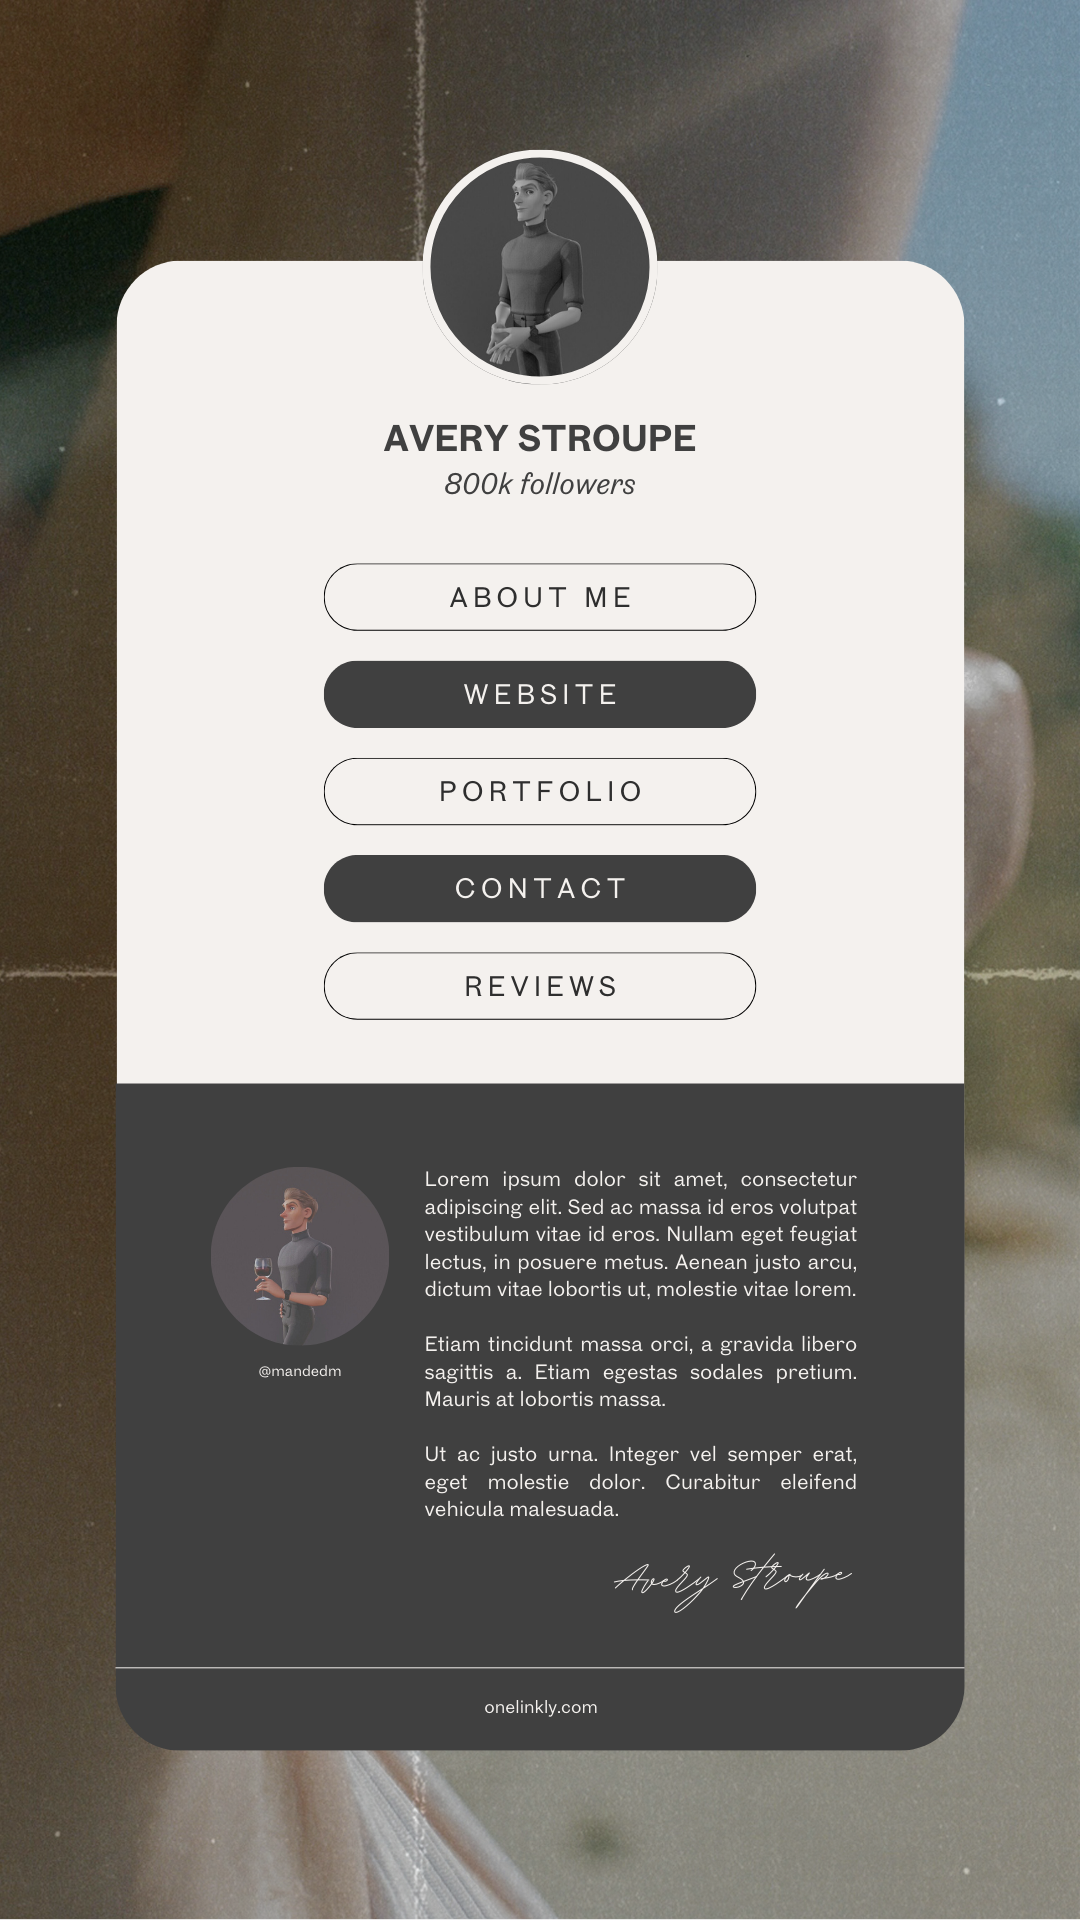 AVERY STROUPE
800k followers
ABOUT ME
WEBSITE
PORTFOLIO
CONTACT
REVIEWS
@mandedm
Lorem ipsum dolor sit amet, consectetur
adipiscing elit. Sed ac massa id eros volutpat
vestibulum vitae id eros. Nullam eget feugiat
lectus, in posuere metus. Aenean justo arcu,
dictum vitae lobortis ut, molestie vitae lorem.
Etiam tincidunt massa orci, a gravida libero
sagittis a. Etiam egestas sodales pretium.
Mauris at lobortis massa.
Ut ac justo urna. Integer vel semper erat,
eget molestie dolor. Curabitur eleifend
vehicula malesuada.
Avery Stroupe
onelinkly.com